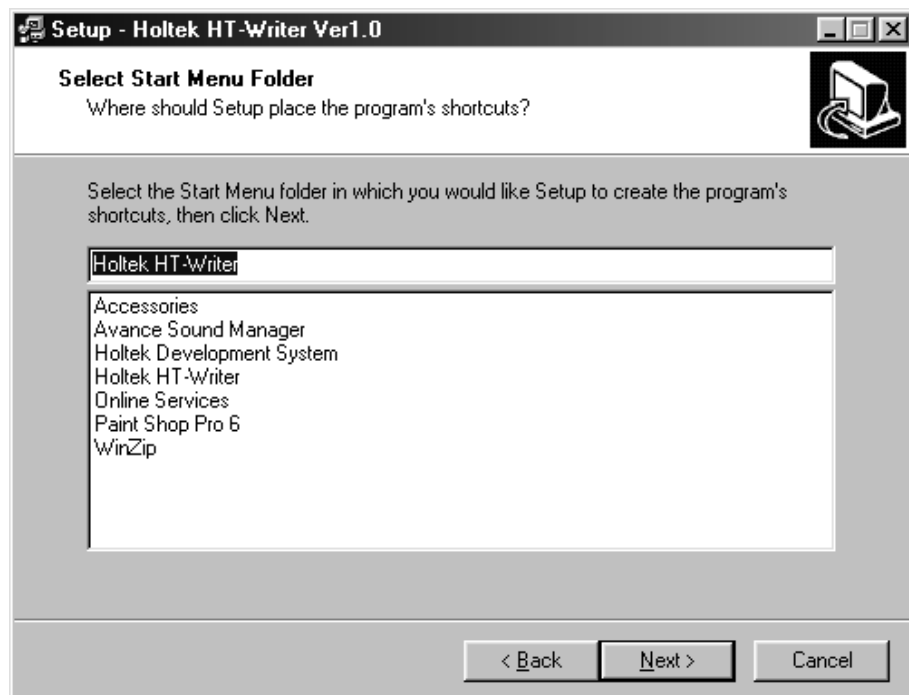 Setup - Holtek HT-Writer Ver1.0
Select Start Menu Folder
Where should Setup place the program's shortcuts?
Select the Start Menu folder in which you would like Setup to create the program's
shortcuts, then click Next.
Holtek HT-Writer
Accessories
Avance Sound Manager
Holtek Development System
Holtek HT-Writer
Online Services
Paint Shop Pro 6
WinZip
< Back
Next >
Cancel